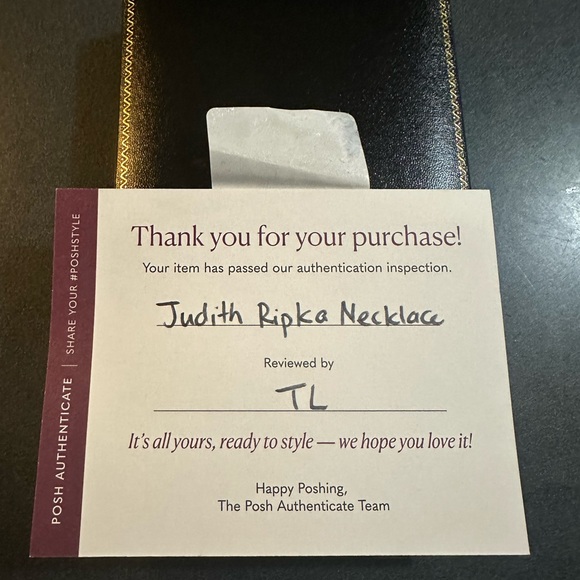 Thank you for your purchase!
Your item has passed our authentication inspection.
Judith Ripka Necklace
Reviewed by
TL
It's all yours, ready to style — we hope you love it!
Happy Poshing,
The Posh Authenticate Team
POSH AUTHENTICATE | SHARE YOUR #POSHSTYLE